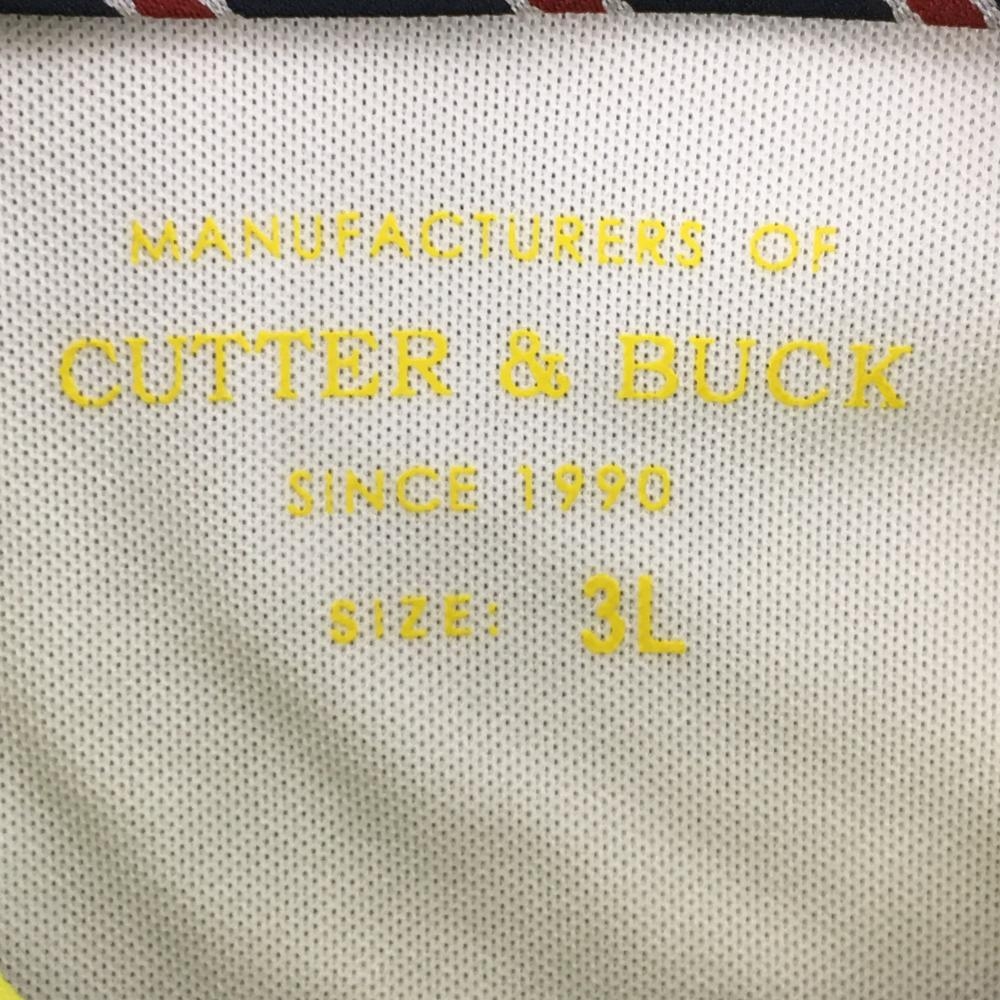 MANUFACTURERS OF
CUTTER & BUCK
SINCE 1990
SIZE: 3L